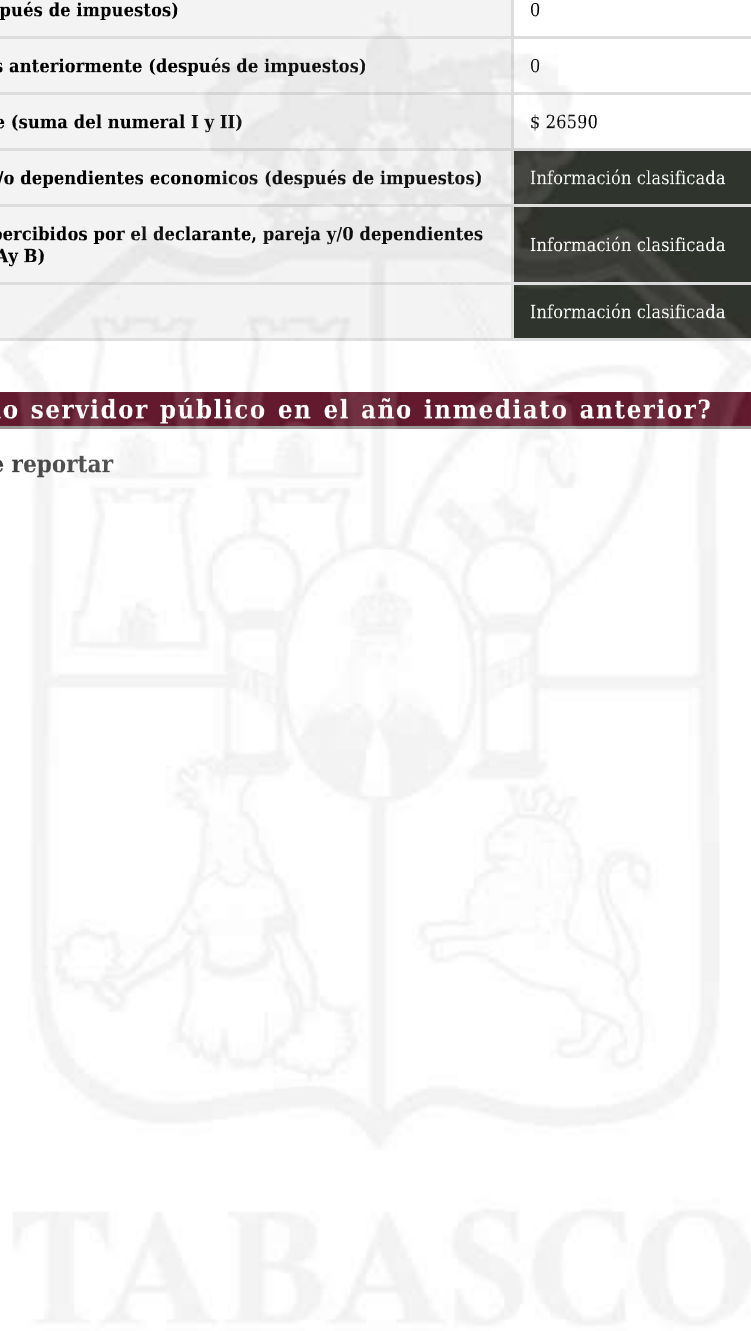 pués de impuestos) 0
s anteriormente (después de impuestos) 0
e (suma del numeral I y II) $ 26590
/o dependientes economicos (después de impuestos) Información clasificada
percibidos por el declarante, pareja y/0 dependientes
Ay B) Información clasificada
Información clasificada
lo servidor público en el año inmediato anterior?
e reportar
TABASCO